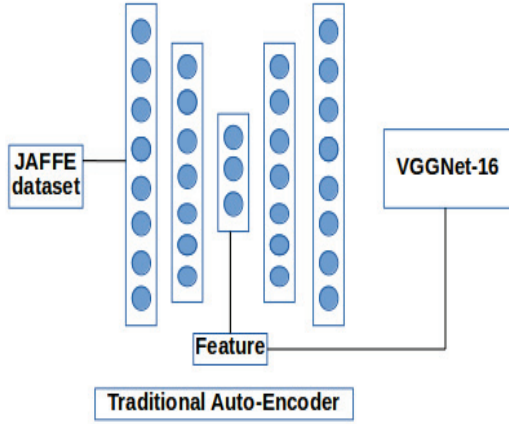 JAFFE
dataset
VGGNet-16
Feature
Traditional Auto-Encoder